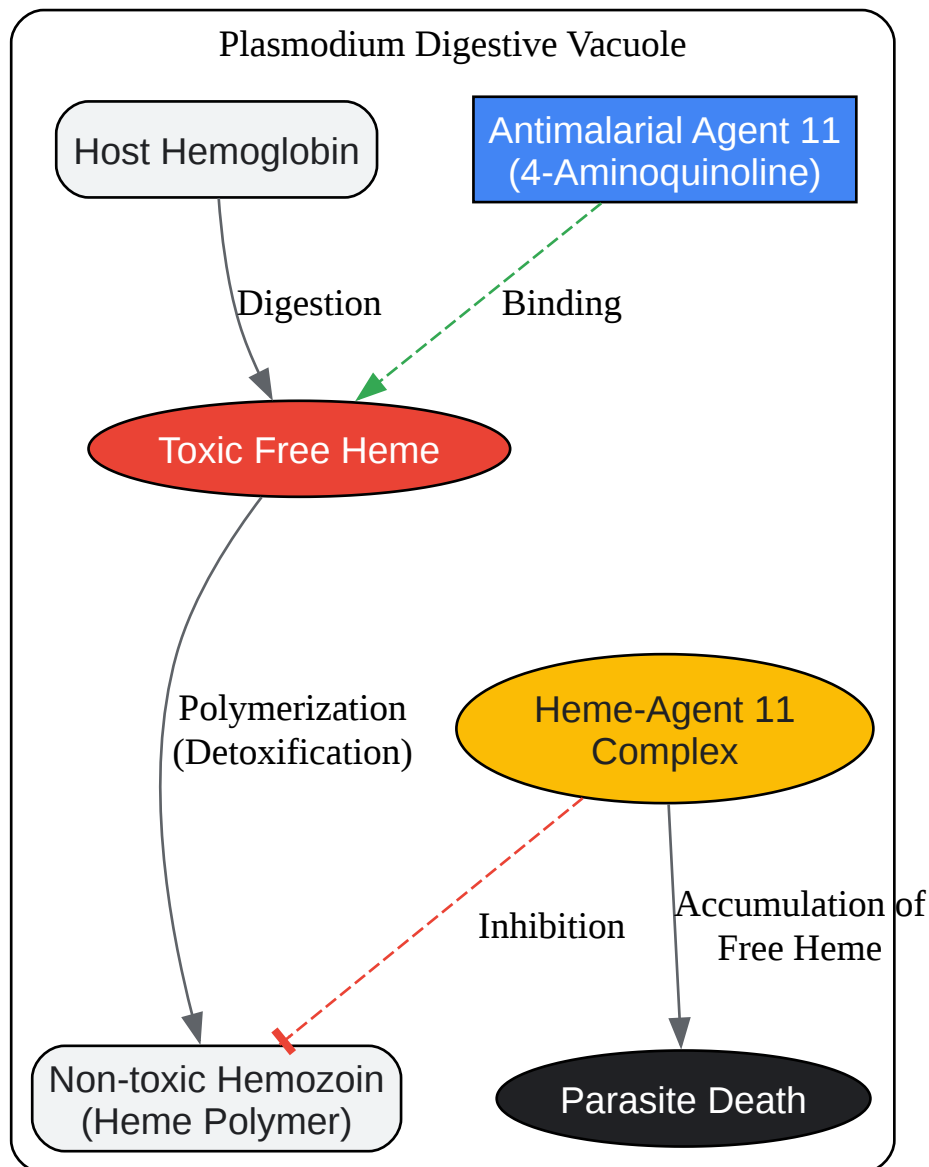 Plasmodium Digestive Vacuole
Host Hemoglobin
Antimalarial Agent 11
(4-Aminoquinoline)
Digestion
Binding
Toxic Free Heme
Polymerization
(Detoxification)
Heme-Agent 11
Complex
Inhibition
Accumulation of
Free Heme
Non-toxic Hemozoin
(Heme Polymer)
Parasite Death